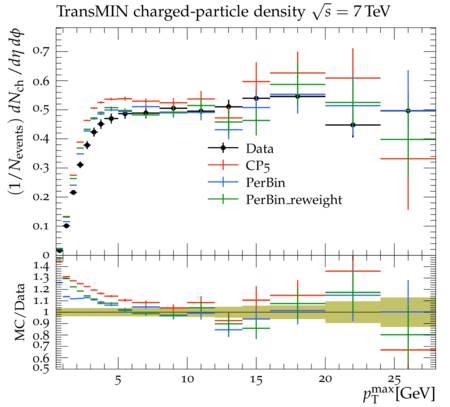 TransMIN charged-particle density √s = 7 TeV
(1/N_events) dN_ch/dη dφ
0.7
0.6
0.5
0.4
0.3
0.2
0.1
0
Data
CP5
PerBin
PerBin_reweight
MC/Data
1.4
1.3
1.2
1.1
1
0.9
0.8
0.7
0.6
0.5
5
10
15
20
25
p_T^max[GeV]